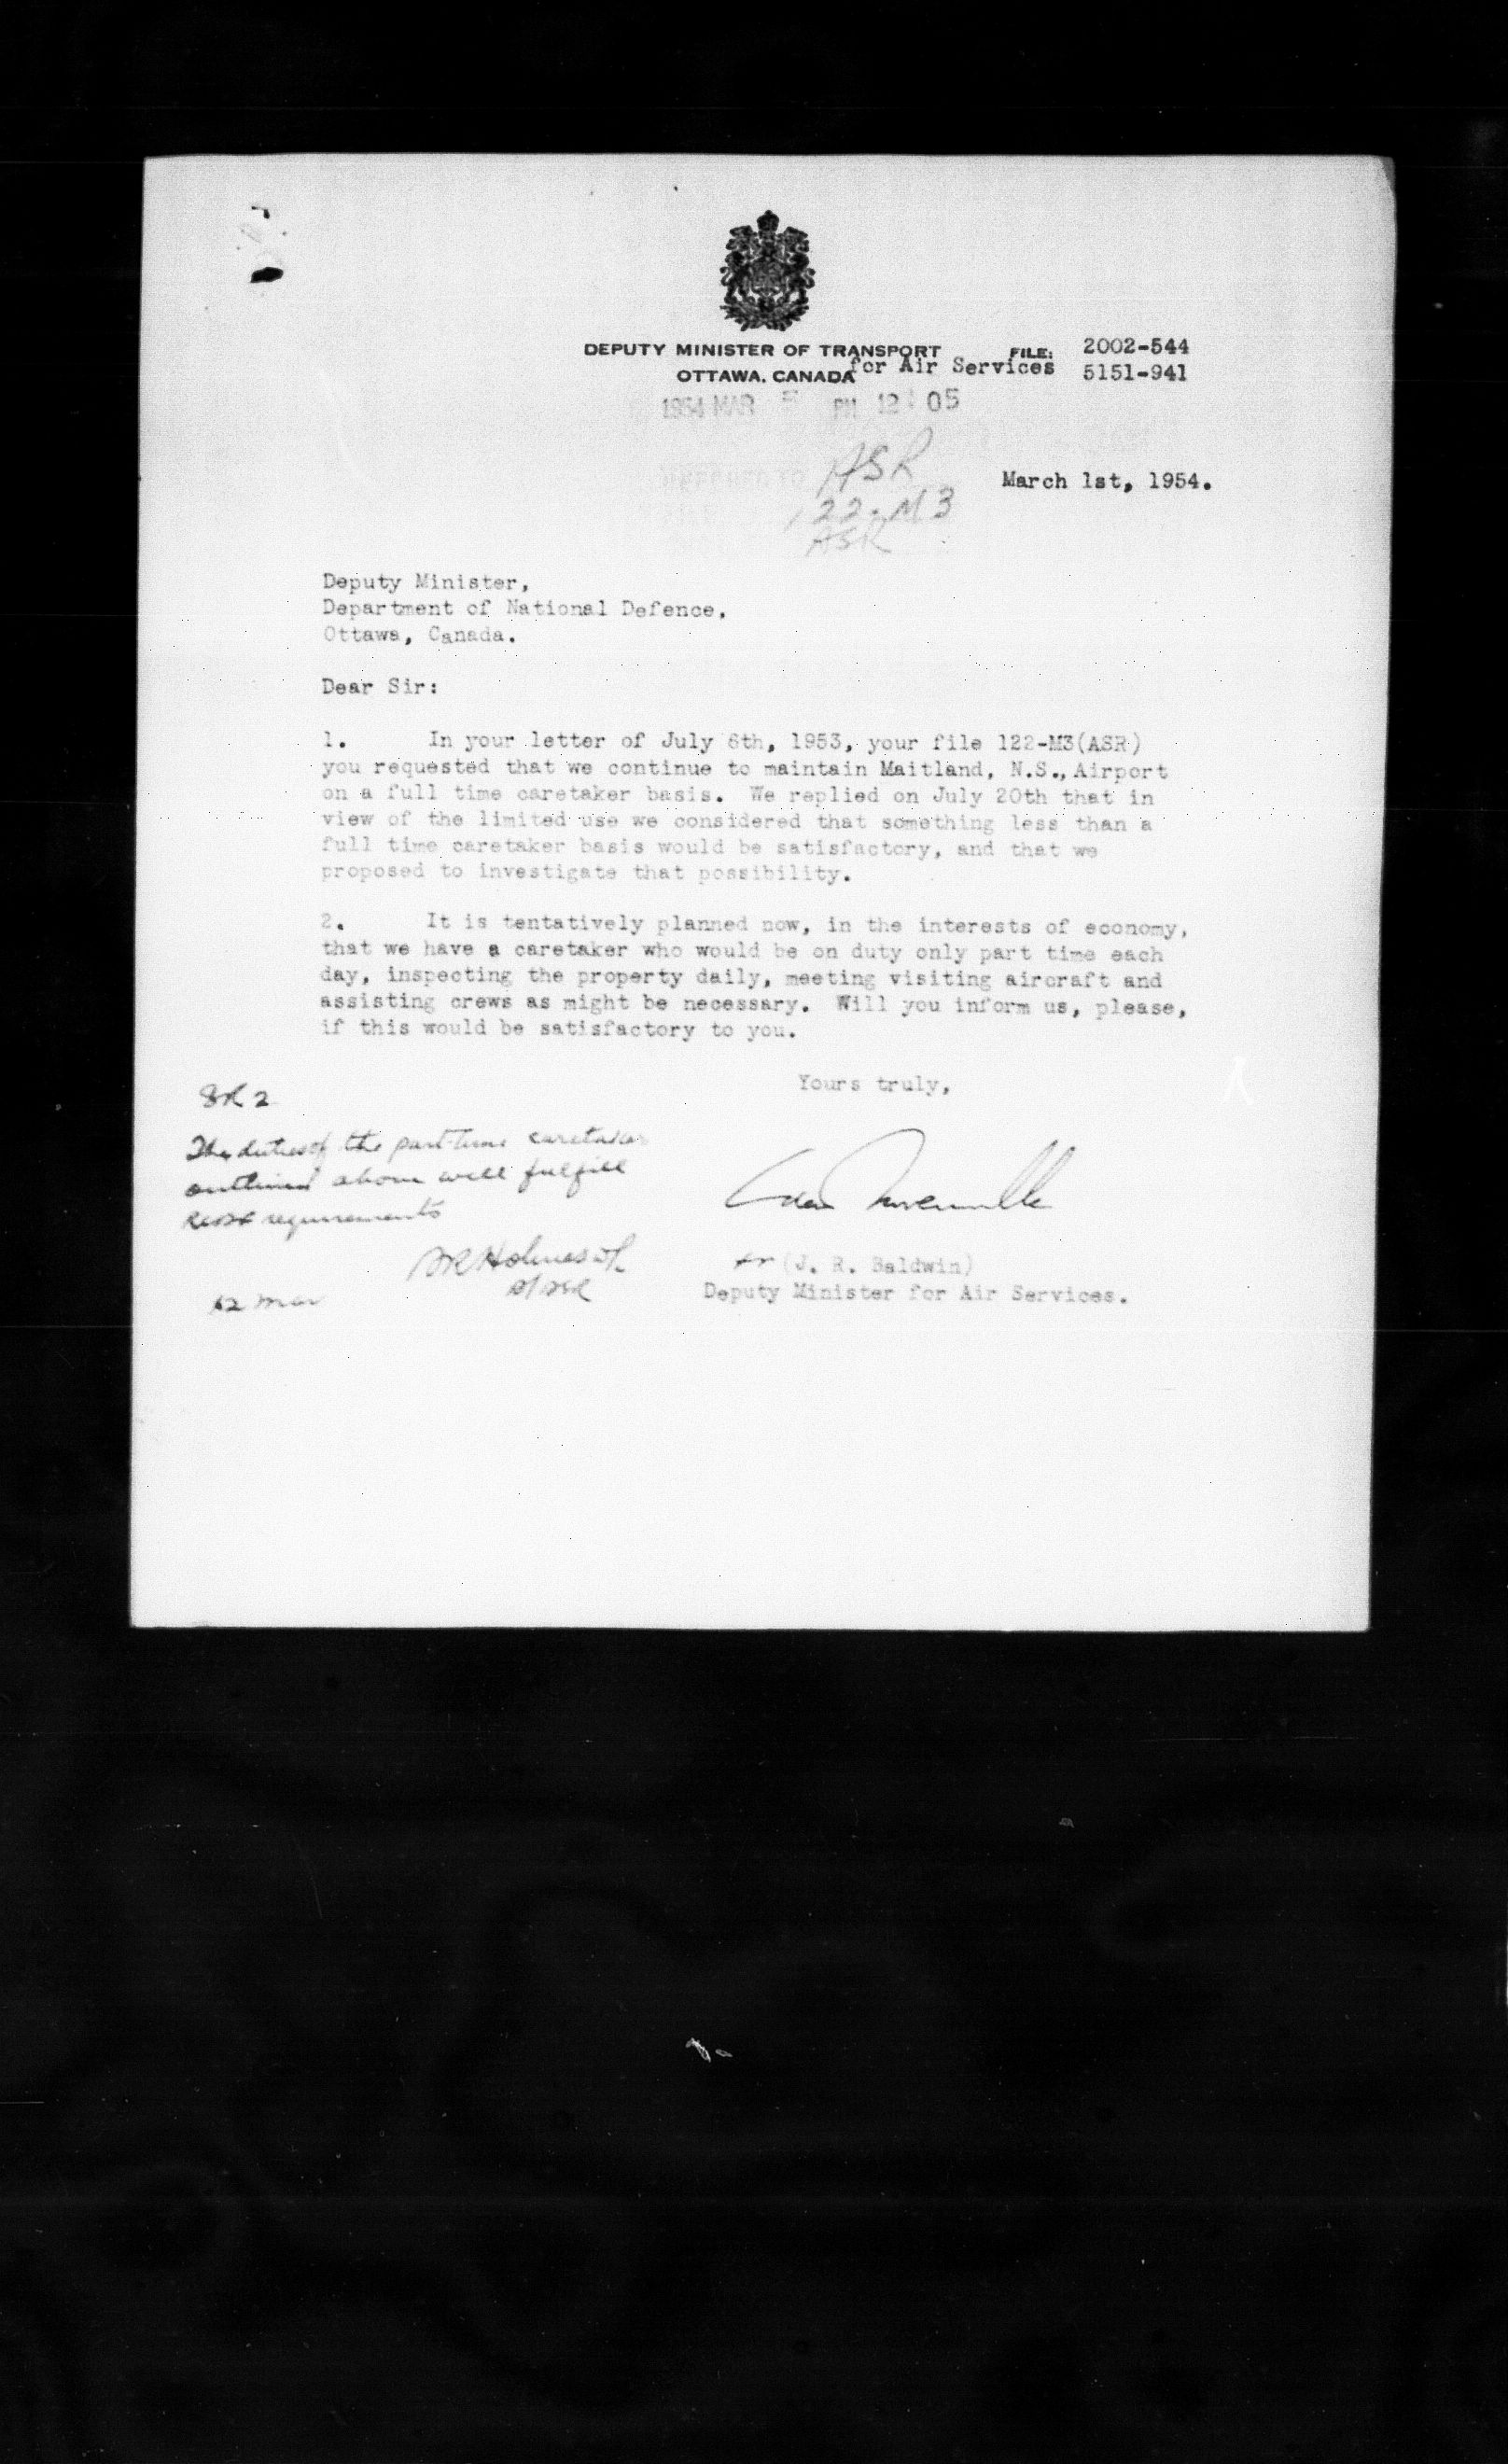 DEPUTY MINISTER OF TRANSPORT
for Air Services
OTTAWA, CANADA
FILE: 2002-544
5151-941
1954 MAR 5 PM 12 05
REFERRED TO
ASR
122-M3
ASR
March 1st, 1954.
Deputy Minister,
Department of National Defence,
Ottawa, Canada.
Dear Sir:
1. In your letter of July 6th, 1953, your file 122-M3(ASR)
you requested that we continue to maintain Maitland, N.S., Airport
on a full time caretaker basis. We replied on July 20th that in
view of the limited use we considered that something less than a
full time caretaker basis would be satisfactory, and that we
proposed to investigate that possibility.
2. It is tentatively planned now, in the interests of economy,
that we have a caretaker who would be on duty only part time each
day, inspecting the property daily, meeting visiting aircraft and
assisting crews as might be necessary. Will you inform us, please,
if this would be satisfactory to you.
Yours truly,
SR 2
The duties of the part-time caretaker
outlined above will fulfill
RCAF requirements
Holmes
12 Mar
for (J. R. Baldwin)
Deputy Minister for Air Services.